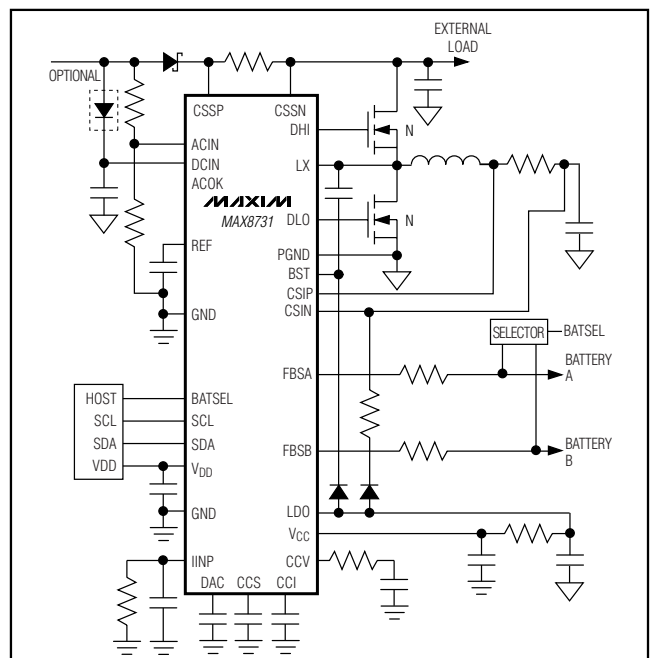 EXTERNAL
LOAD
OPTIONAL
CSSP
CSSN
DHI
N
ACIN
DCIN
LX
ACOK
MAXIM
MAX8731
DLO
N
REF
PGND
BST
CSIP
CSIN
GND
SELECTOR
BATSEL
FBSA
BATTERY
A
HOST
BATSEL
SCL
SCL
SDA
SDA
FBSB
BATTERY
B
VDD
VDD
LDO
GND
VCC
IINP
CCV
DAC
CCS
CCI